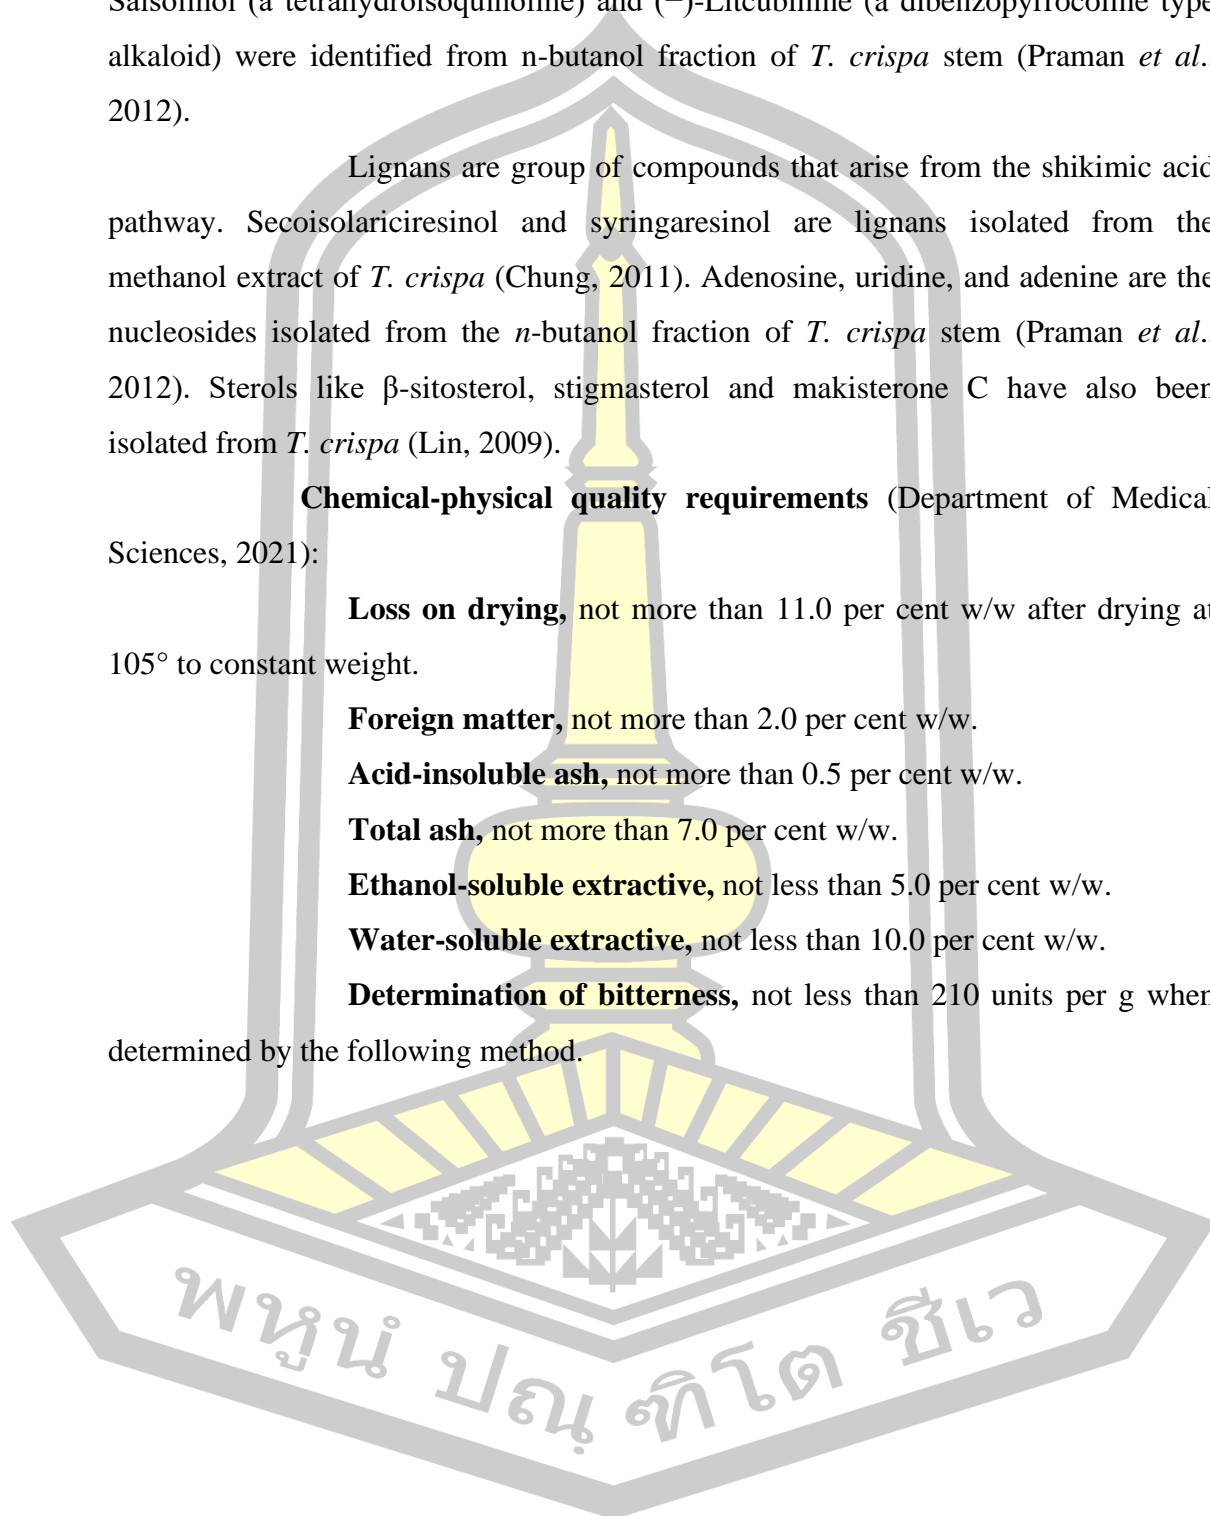 Salsolinol (a tetrahydroisoquinoline) and (−)-Litcubinine (a dibenzopyrrocoline type
alkaloid) were identified from n-butanol fraction of T. crispa stem (Praman et al.,
2012).
Lignans are group of compounds that arise from the shikimic acid
pathway. Secoisolariciresinol and syringaresinol are lignans isolated from the
methanol extract of T. crispa (Chung, 2011). Adenosine, uridine, and adenine are the
nucleosides isolated from the n-butanol fraction of T. crispa stem (Praman et al.,
2012). Sterols like β-sitosterol, stigmasterol and makisterone C have also been
isolated from T. crispa (Lin, 2009).
Chemical-physical quality requirements (Department of Medical
Sciences, 2021):
Loss on drying, not more than 11.0 per cent w/w after drying at
105° to constant weight.
Foreign matter, not more than 2.0 per cent w/w.
Acid-insoluble ash, not more than 0.5 per cent w/w.
Total ash, not more than 7.0 per cent w/w.
Ethanol-soluble extractive, not less than 5.0 per cent w/w.
Water-soluble extractive, not less than 10.0 per cent w/w.
Determination of bitterness, not less than 210 units per g when
determined by the following method.
พหูนํ ปณฺฑิโต ชีเว